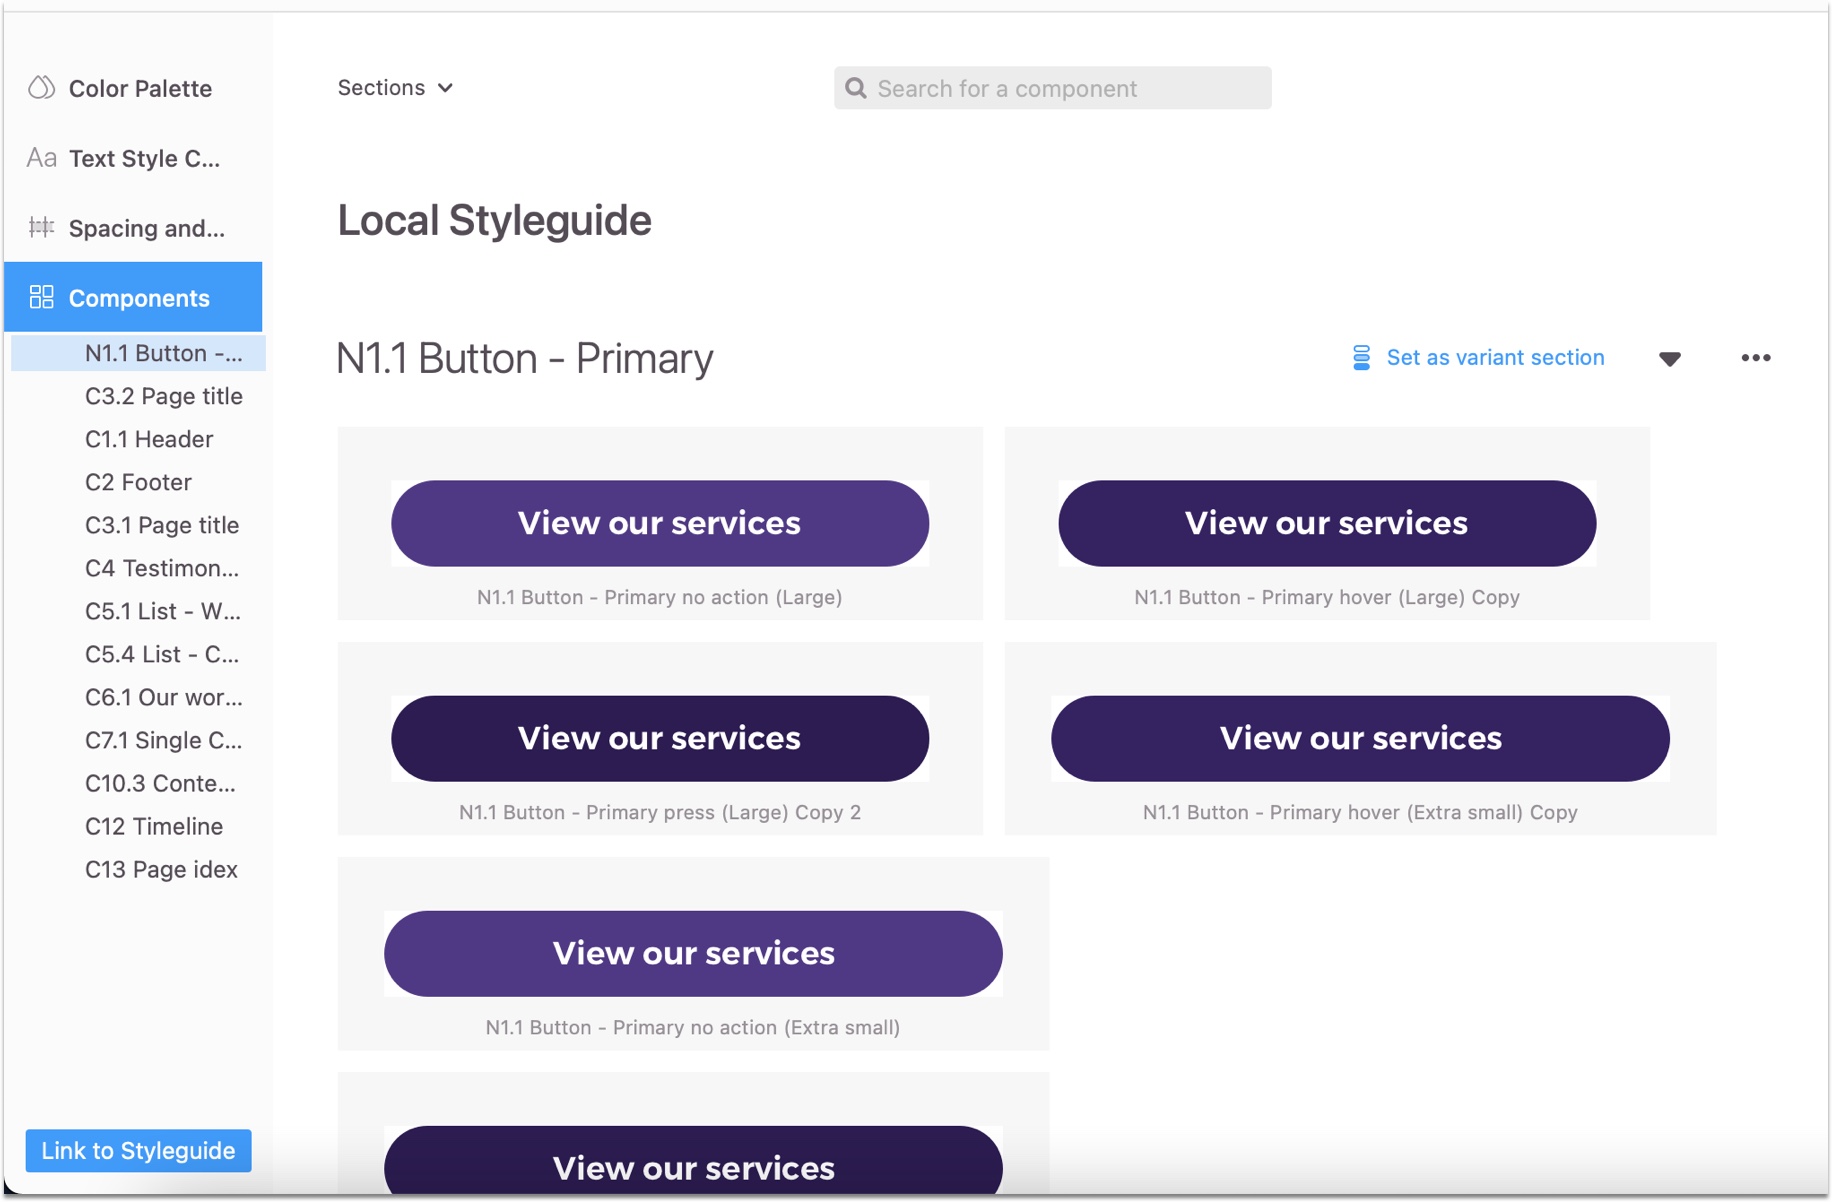 Color Palette
Text Style C...
Spacing and...
Components
N1.1 Button -...
C3.2 Page title
C1.1 Header
C2 Footer
C3.1 Page title
C4 Testimon...
C5.1 List - W...
C5.4 List - C...
C6.1 Our wor...
C7.1 Single C...
C10.3 Conte...
C12 Timeline
C13 Page idex
Link to Styleguide
Sections
Search for a component
Local Styleguide
N1.1 Button - Primary
Set as variant section
View our services
N1.1 Button - Primary no action (Large)
View our services
N1.1 Button - Primary hover (Large) Copy
View our services
N1.1 Button - Primary press (Large) Copy 2
View our services
N1.1 Button - Primary hover (Extra small) Copy
View our services
N1.1 Button - Primary no action (Extra small)
View our services